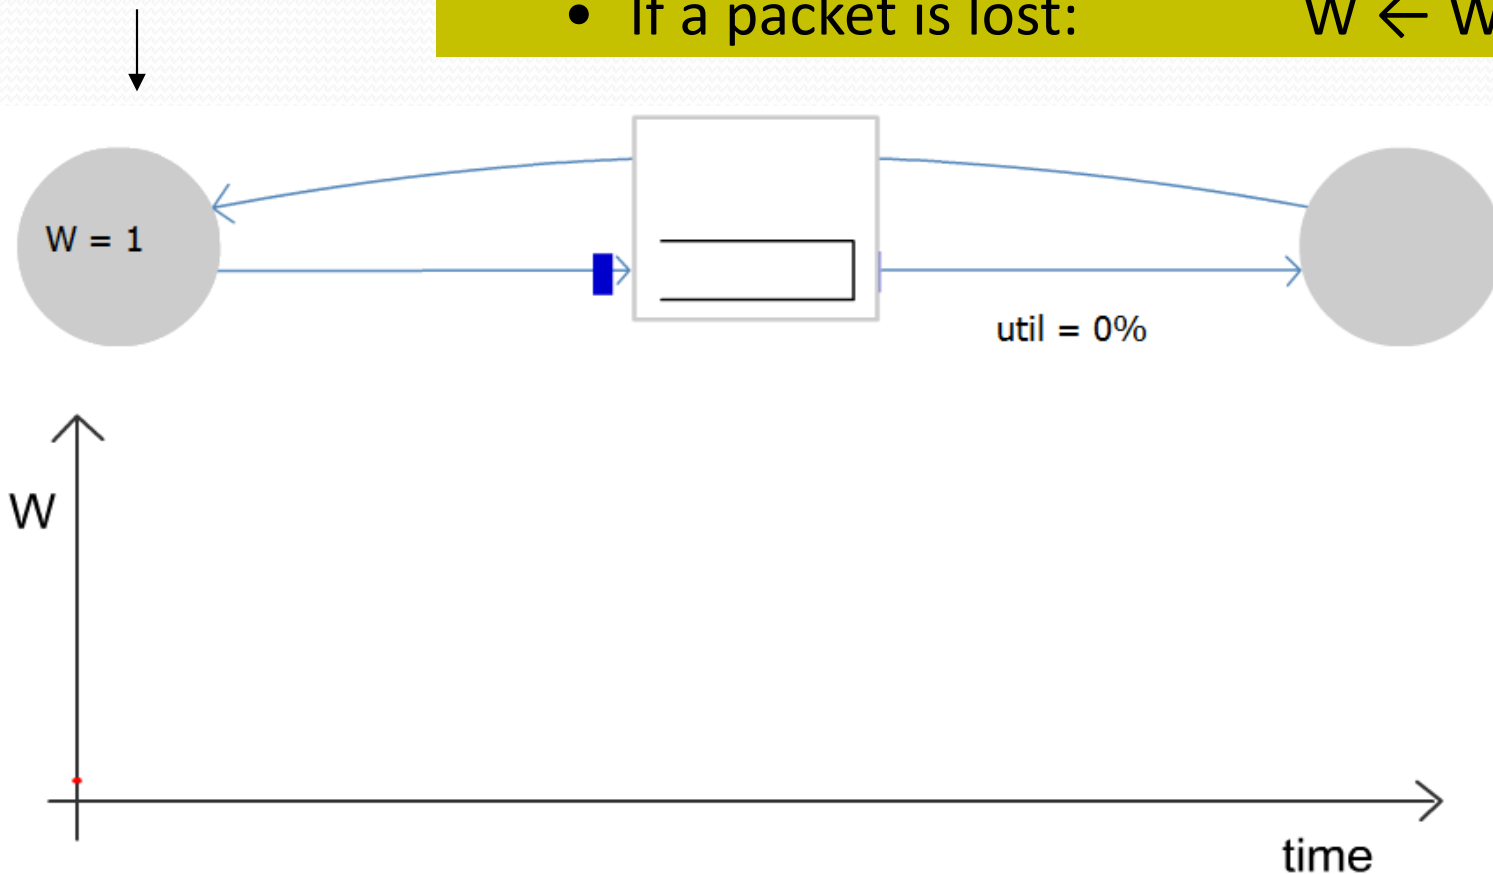 • If a packet is lost: W ← W
W = 1
util = 0%
W
time